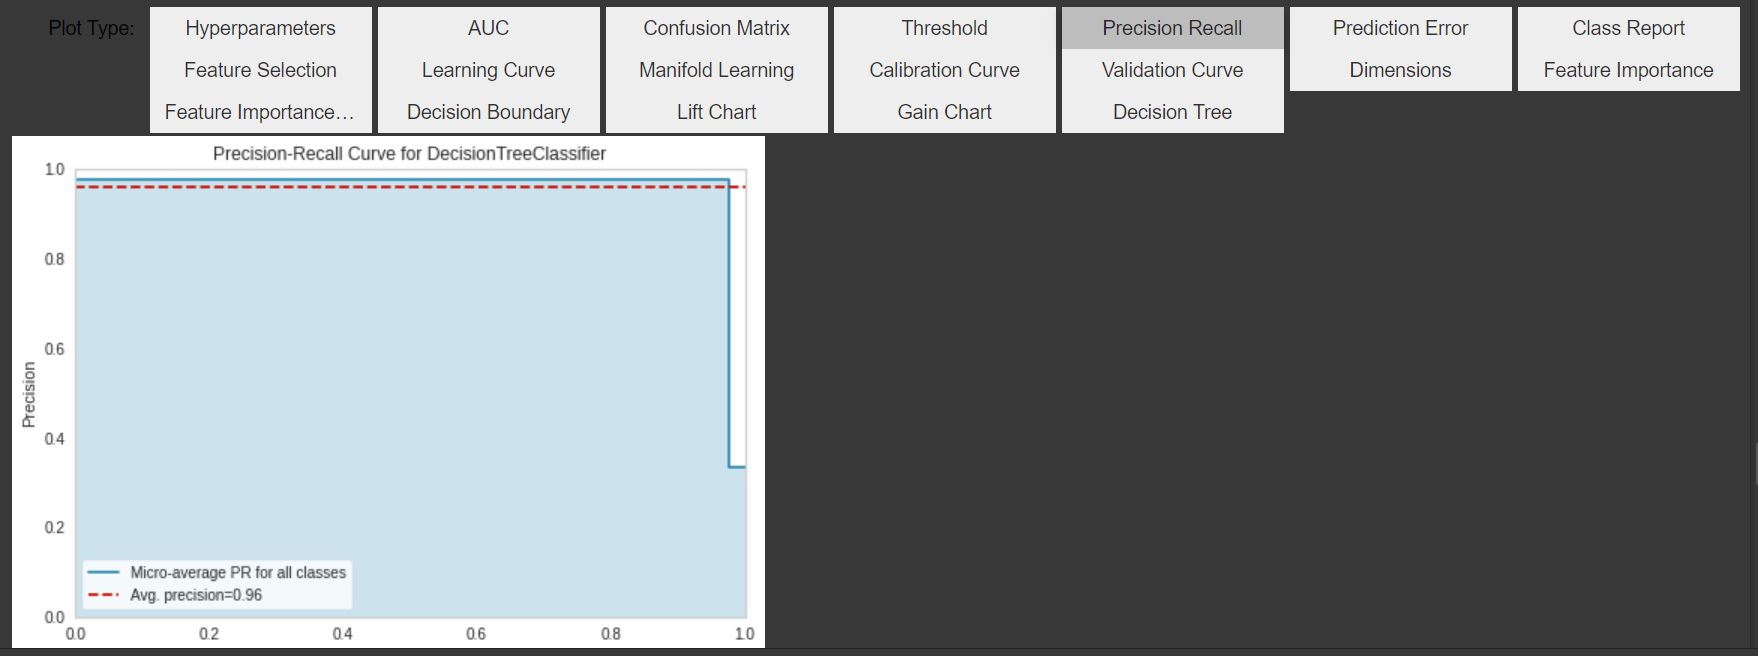 Plot Type: Hyperparameters AUC Confusion Matrix Threshold Precision Recall Prediction Error Class Report
Feature Selection Learning Curve Manifold Learning Calibration Curve Validation Curve Dimensions Feature Importance
Feature Importance… Decision Boundary Lift Chart Gain Chart Decision Tree
Precision-Recall Curve for DecisionTreeClassifier
1.0
0.8
0.6
Precision
0.4
0.2
Micro-average PR for all classes
Avg. precision=0.96
0.0
0.0 0.2 0.4 0.6 0.8 1.0